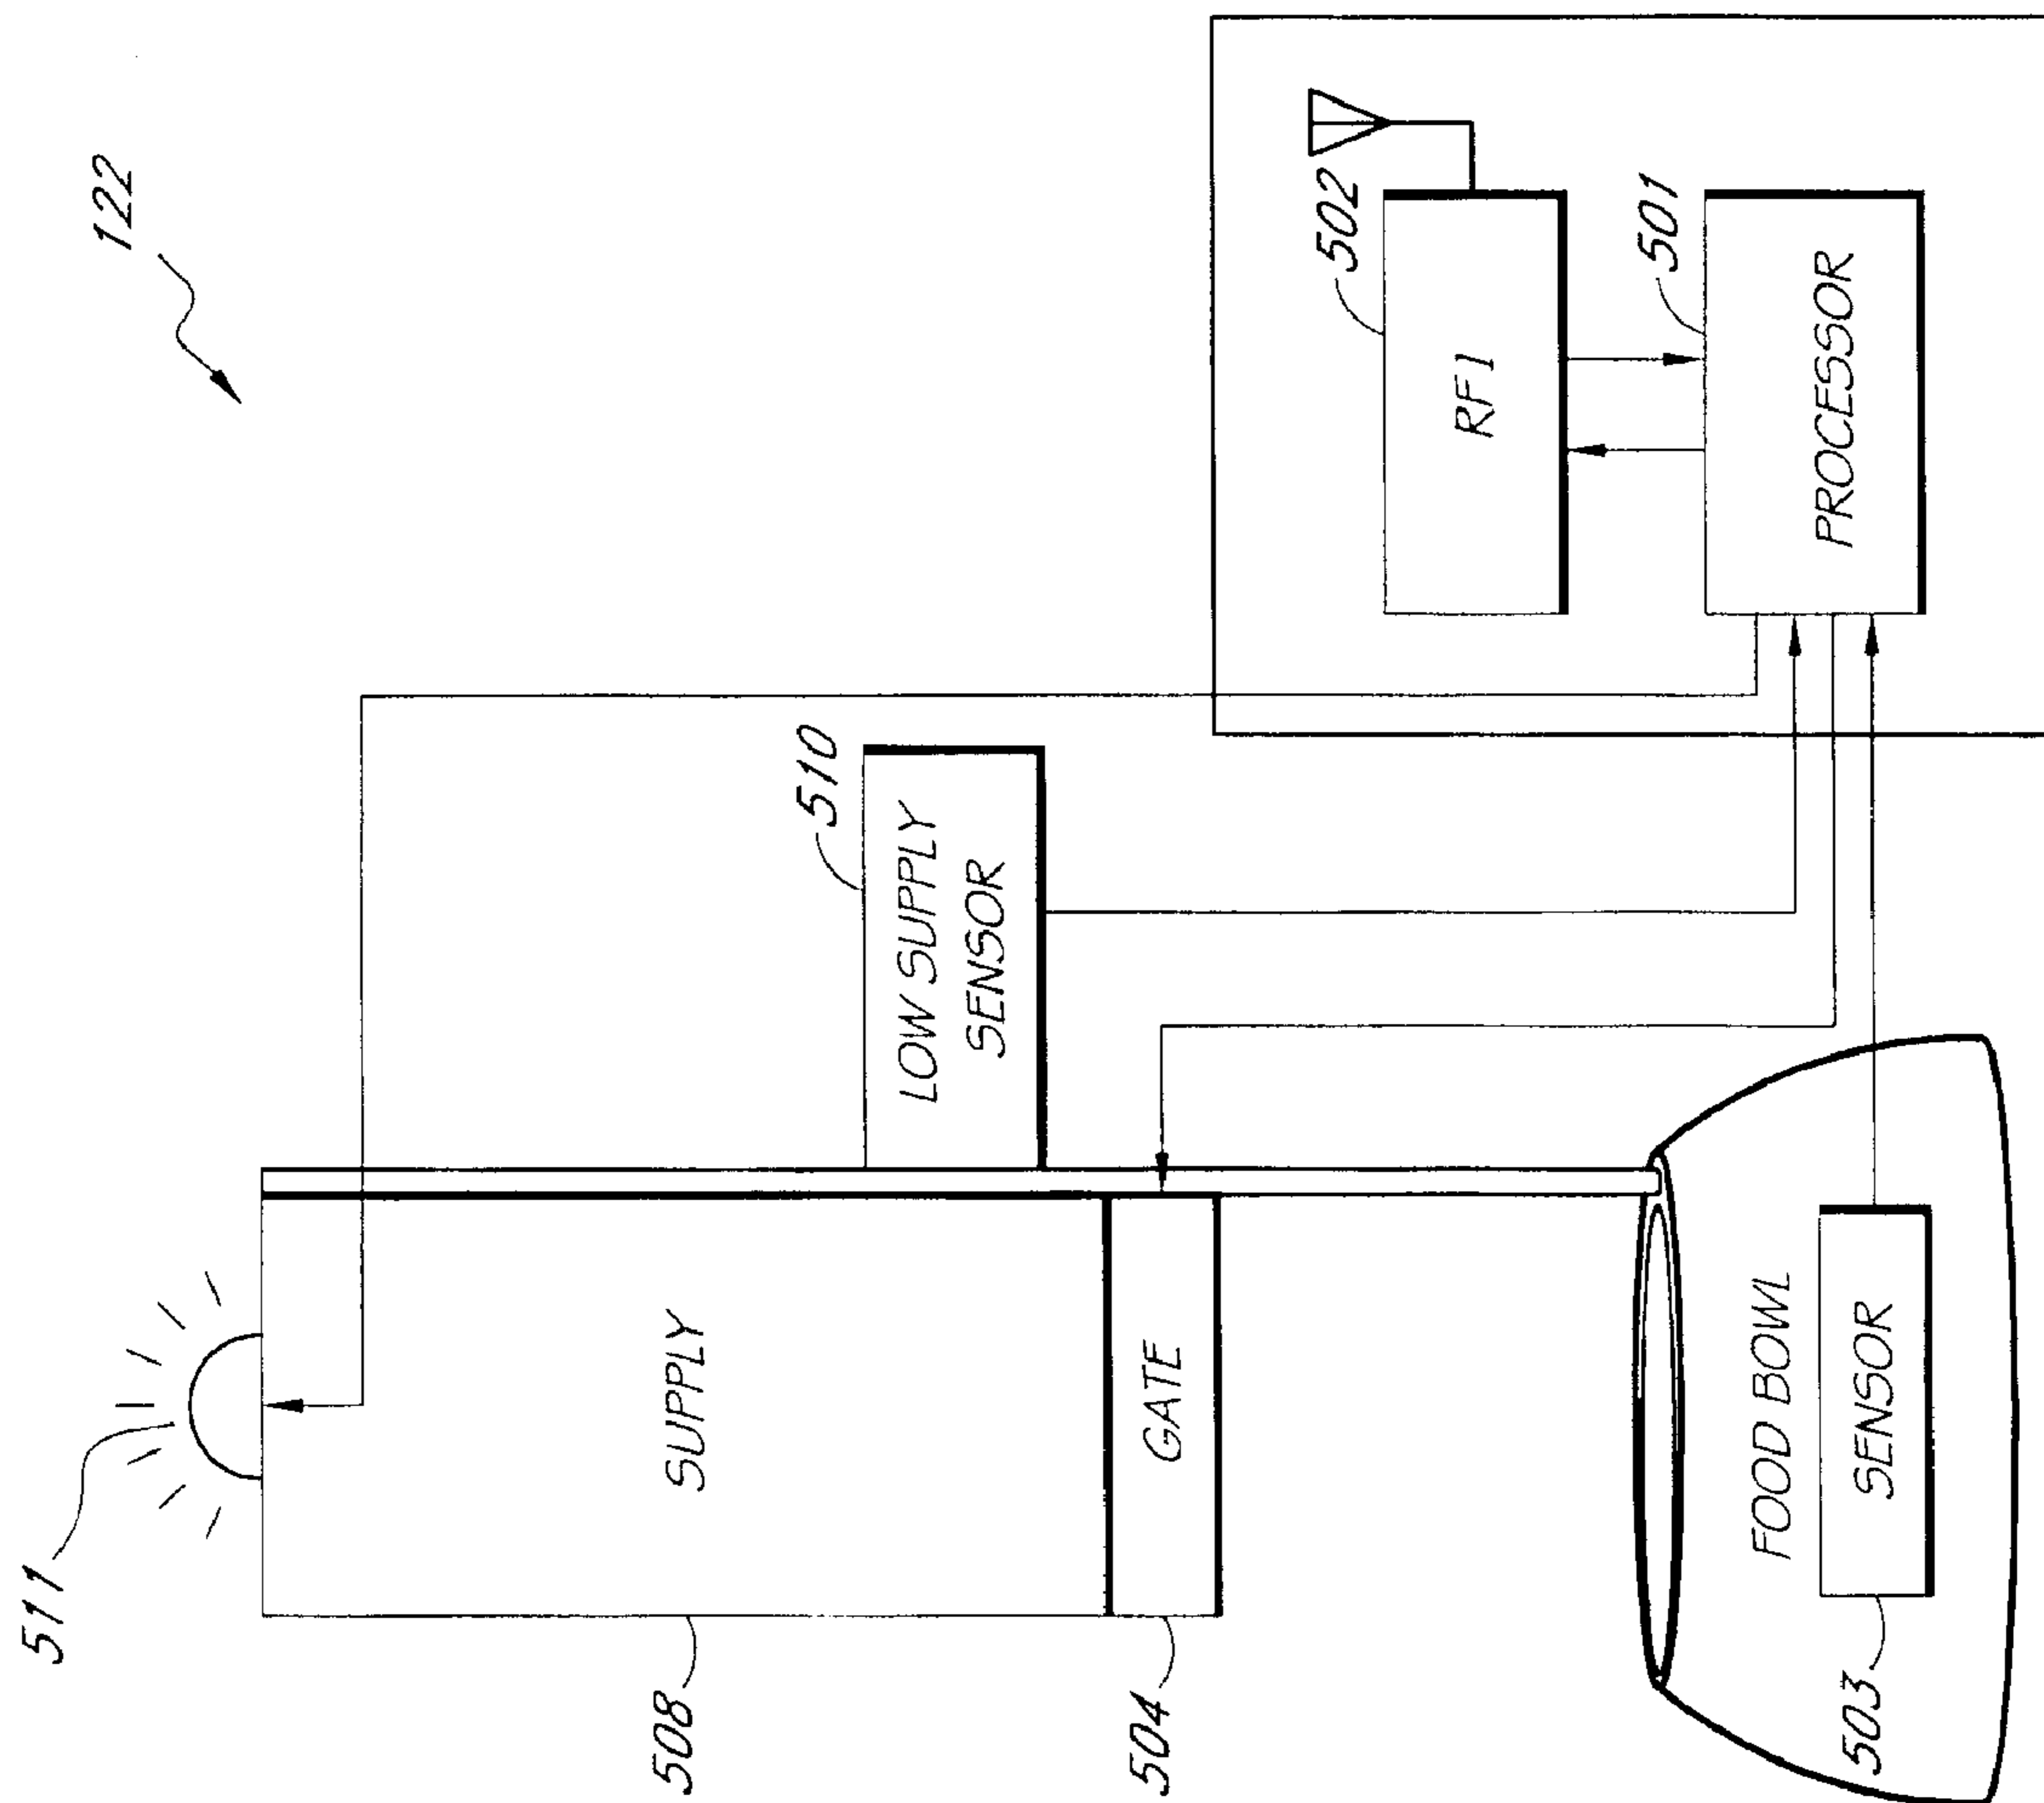 122
511
502
RF1
501
PROCESSOR
510
LOW SUPPLY
SENSOR
508
SUPPLY
504
GATE
FOOD BOWL
503
SENSOR